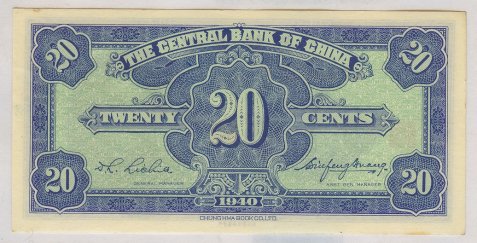 20 20
THE CENTRAL BANK OF CHINA
TWENTY 20 CENTS
GENERAL MANAGER ASST. GEN. MANAGER
20 1940 20
CHUNG HWA BOOK CO., LTD.